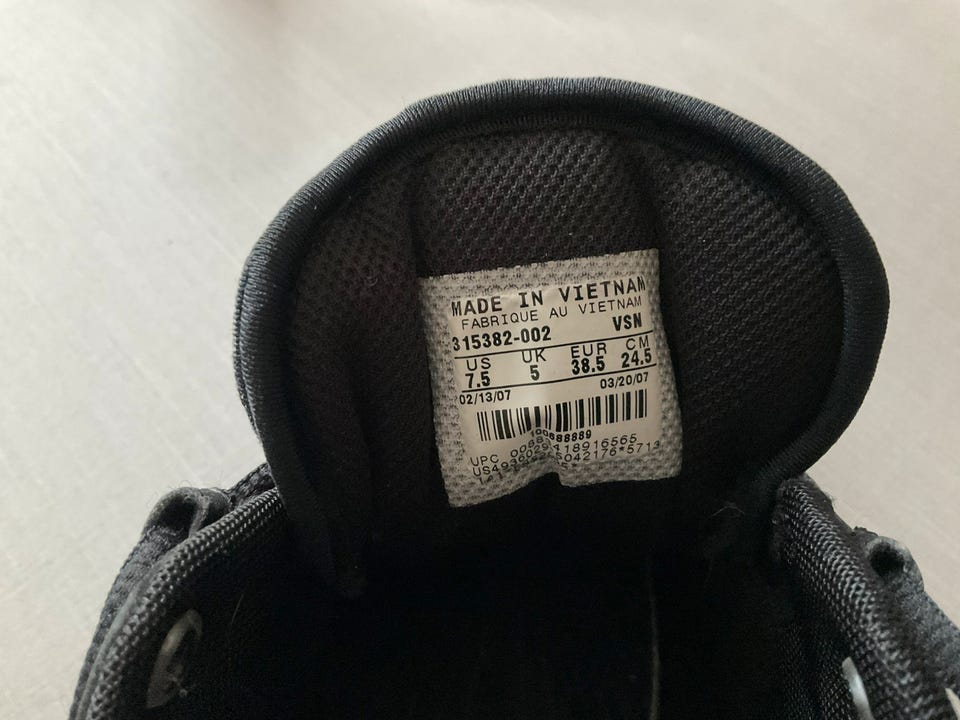 MADE IN VIETNAM
FABRIQUE AU VIETNAM
315382-002 VSN
US UK EUR CM
7.5 5 38.5 24.5
02/13/07 03/20/07
UPC